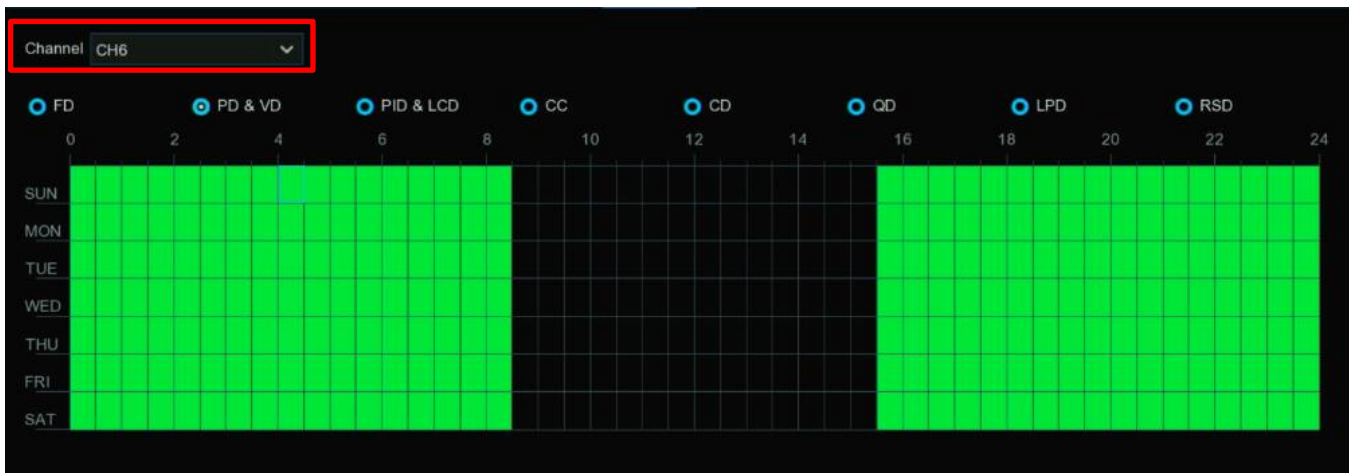 Channel CH6
FD PD & VD PID & LCD CC CD QD LPD RSD
0 2 4 6 8 10 12 14 16 18 20 22 24
SUN
MON
TUE
WED
THU
FRI
SAT